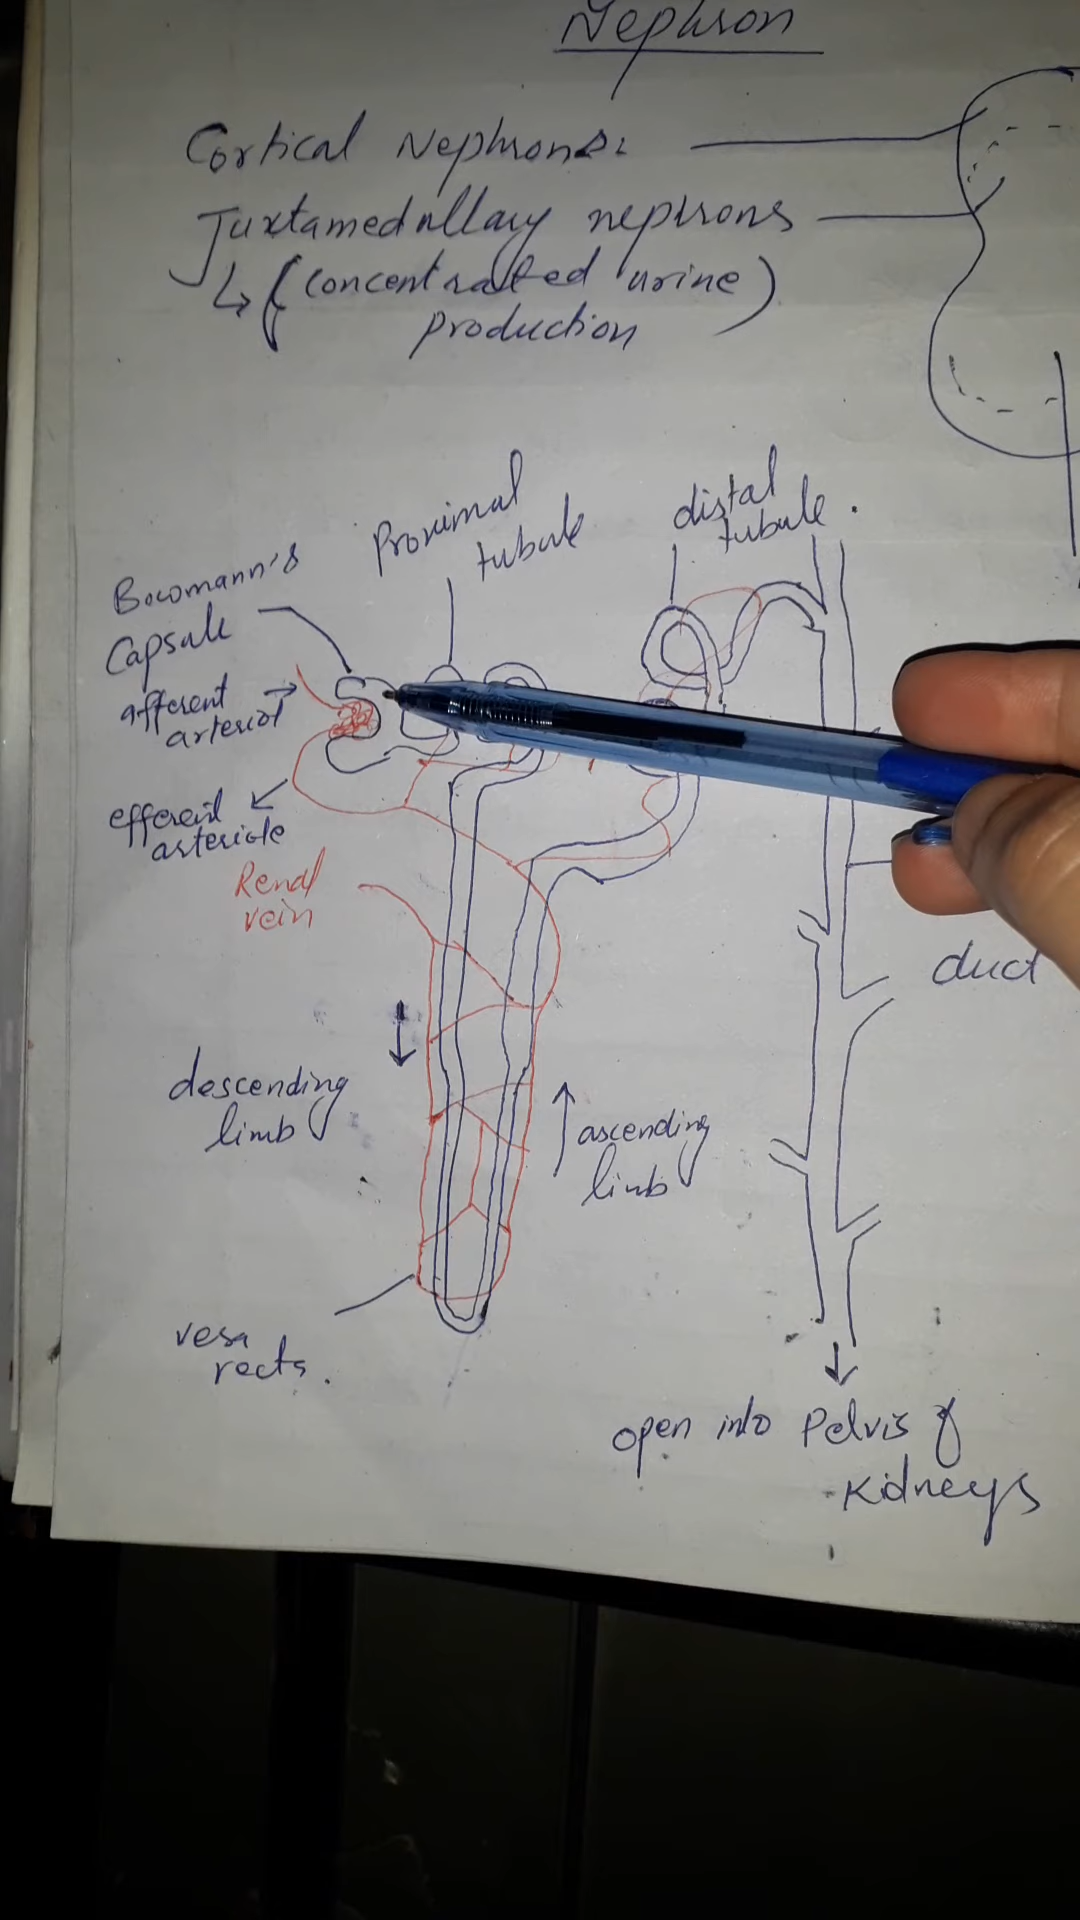 Nephron
Cortical Nephrons:
Juxtamedullary nephrons
(concentrated urine)
production
Proximal
tubule
distal
tubule.
Bowmann's
Capsule
afferent
arteriol
efferent
arteriole
Renal
vein
duct
descending
limb
ascending
limb
vesa
recta.
open into Pelvis of
Kidneys